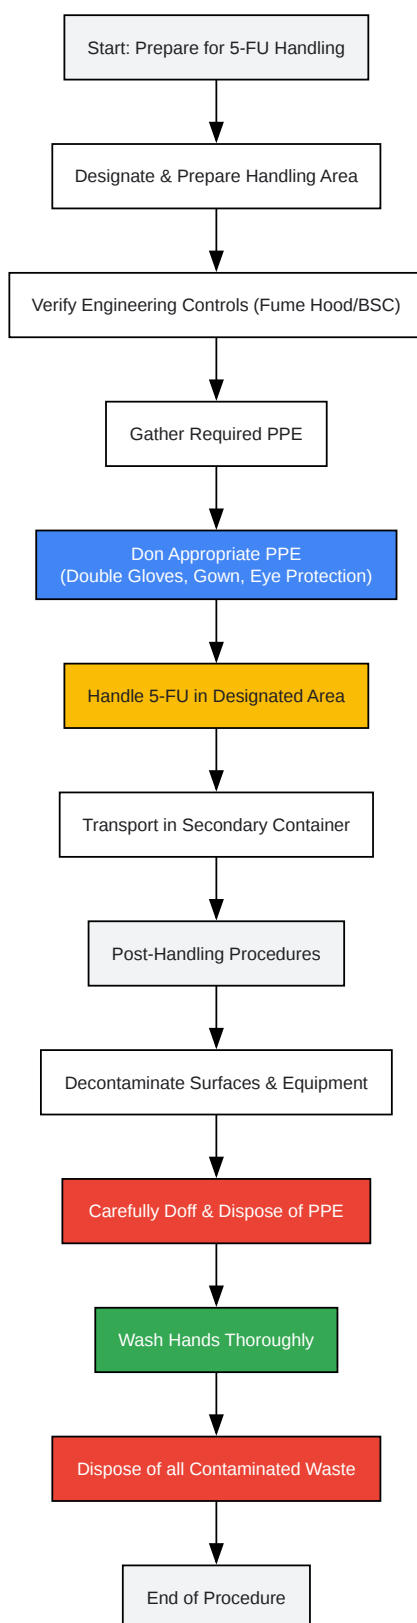 Start: Prepare for 5-FU Handling
Designate & Prepare Handling Area
Verify Engineering Controls (Fume Hood/BSC)
Gather Required PPE
Don Appropriate PPE
(Double Gloves, Gown, Eye Protection)
Handle 5-FU in Designated Area
Transport in Secondary Container
Post-Handling Procedures
Decontaminate Surfaces & Equipment
Carefully Doff & Dispose of PPE
Wash Hands Thoroughly
Dispose of all Contaminated Waste
End of Procedure